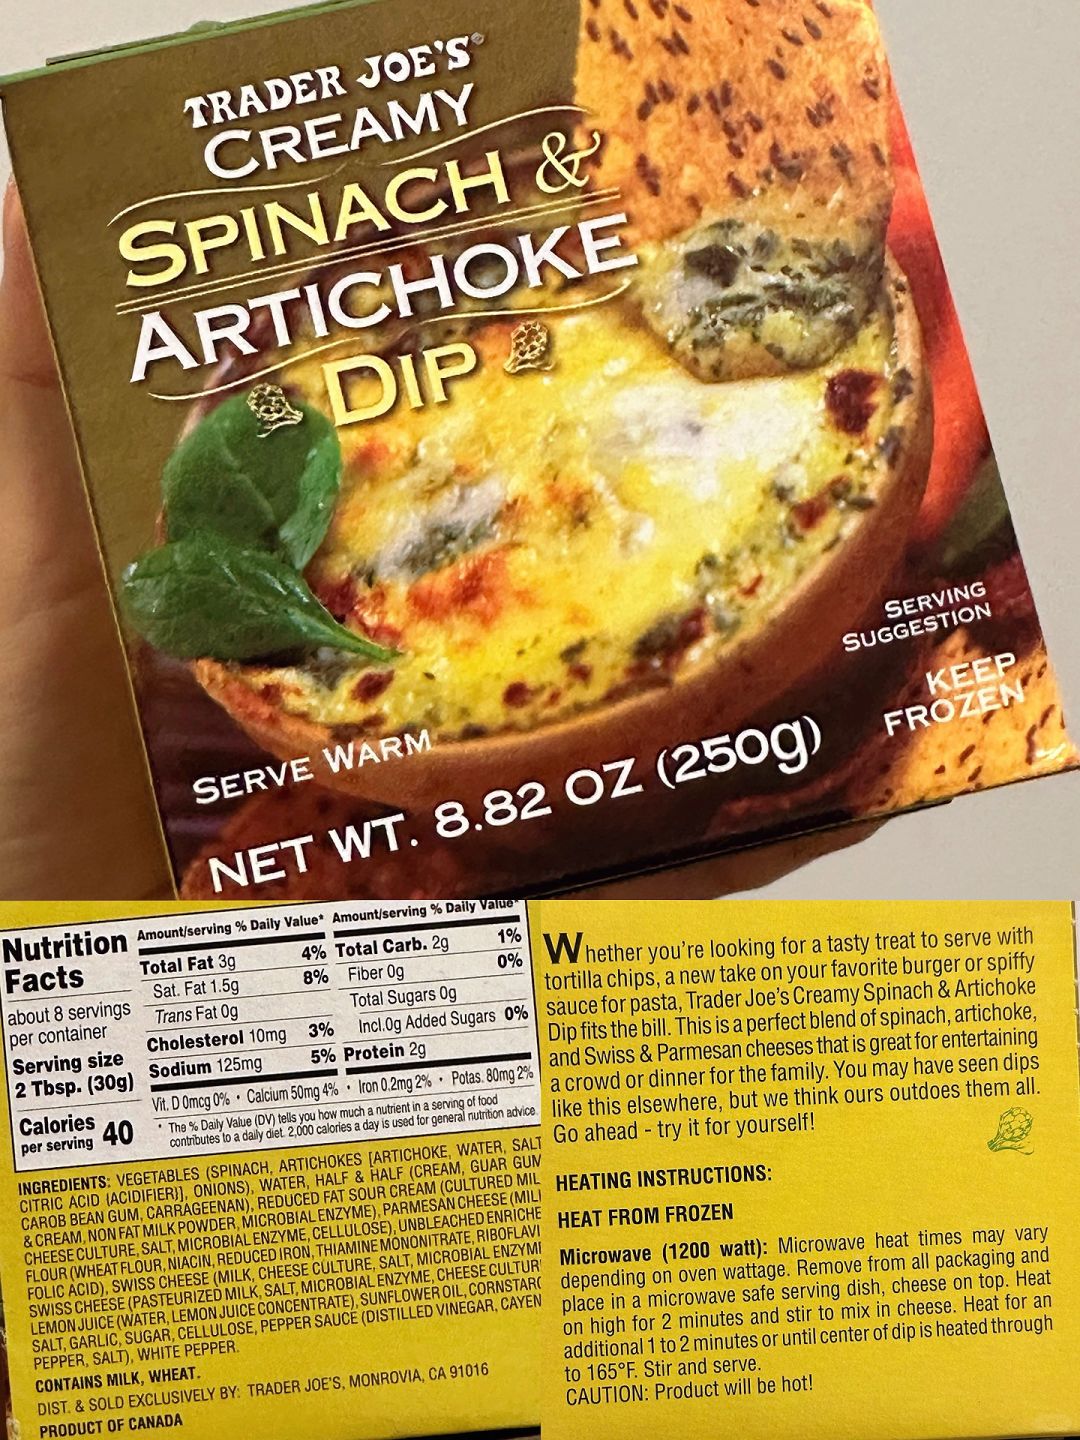 TRADER JOE'S®
CREAMY
SPINACH &
ARTICHOKE
DIP
SERVING
SUGGESTION
KEEP
FROZEN
SERVE WARM
NET WT. 8.82 OZ (250g)
Nutrition
Facts
about 8 servings
per container
Serving size
2 Tbsp. (30g)
Calories
per serving 40
Amount/serving % Daily Value*
Total Fat 3g 4%
Sat. Fat 1.5g 8%
Trans Fat 0g
Cholesterol 10mg 3%
Sodium 125mg 5%
Amount/serving % Daily Value*
Total Carb. 2g 1%
Fiber 0g 0%
Total Sugars 0g
Incl.0g Added Sugars 0%
Protein 2g
Vit. D 0mcg 0% • Calcium 50mg 4% • Iron 0.2mg 2% • Potas. 80mg 2%
* The % Daily Value (DV) tells you how much a nutrient in a serving of food
contributes to a daily diet. 2,000 calories a day is used for general nutrition advice.
INGREDIENTS: VEGETABLES (SPINACH, ARTICHOKES [ARTICHOKE, WATER, SALT
CITRIC ACID (ACIDIFIER)], ONIONS), WATER, HALF & HALF (CREAM, GUAR GUM
CAROB BEAN GUM, CARRAGEENAN), REDUCED FAT SOUR CREAM (CULTURED MIL
& CREAM, NON FAT MILK POWDER, MICROBIAL ENZYME), PARMESAN CHEESE (MIL
CHEESE CULTURE, SALT, MICROBIAL ENZYME, CELLULOSE), UNBLEACHED ENRICHE
FLOUR (WHEAT FLOUR, NIACIN, REDUCED IRON, THIAMINE MONONITRATE, RIBOFLAVI
FOLIC ACID), SWISS CHEESE (MILK, CHEESE CULTURE, SALT, MICROBIAL ENZYM
SWISS CHEESE (PASTEURIZED MILK, SALT, MICROBIAL ENZYME, CHEESE CULTUR
LEMON JUICE (WATER, LEMON JUICE CONCENTRATE), SUNFLOWER OIL, CORNSTARC
SALT, GARLIC, SUGAR, CELLULOSE, PEPPER SAUCE (DISTILLED VINEGAR, CAYEN
PEPPER, SALT), WHITE PEPPER.
CONTAINS MILK, WHEAT.
DIST. & SOLD EXCLUSIVELY BY: TRADER JOE'S, MONROVIA, CA 91016
PRODUCT OF CANADA
Whether you're looking for a tasty treat to serve with
tortilla chips, a new take on your favorite burger or spiffy
sauce for pasta, Trader Joe's Creamy Spinach & Artichoke
Dip fits the bill. This is a perfect blend of spinach, artichoke,
and Swiss & Parmesan cheeses that is great for entertaining
a crowd or dinner for the family. You may have seen dips
like this elsewhere, but we think ours outdoes them all.
Go ahead - try it for yourself!
HEATING INSTRUCTIONS:
HEAT FROM FROZEN
Microwave (1200 watt): Microwave heat times may vary
depending on oven wattage. Remove from all packaging and
place in a microwave safe serving dish, cheese on top. Heat
on high for 2 minutes and stir to mix in cheese. Heat for an
additional 1 to 2 minutes or until center of dip is heated through
to 165°F. Stir and serve.
CAUTION: Product will be hot!